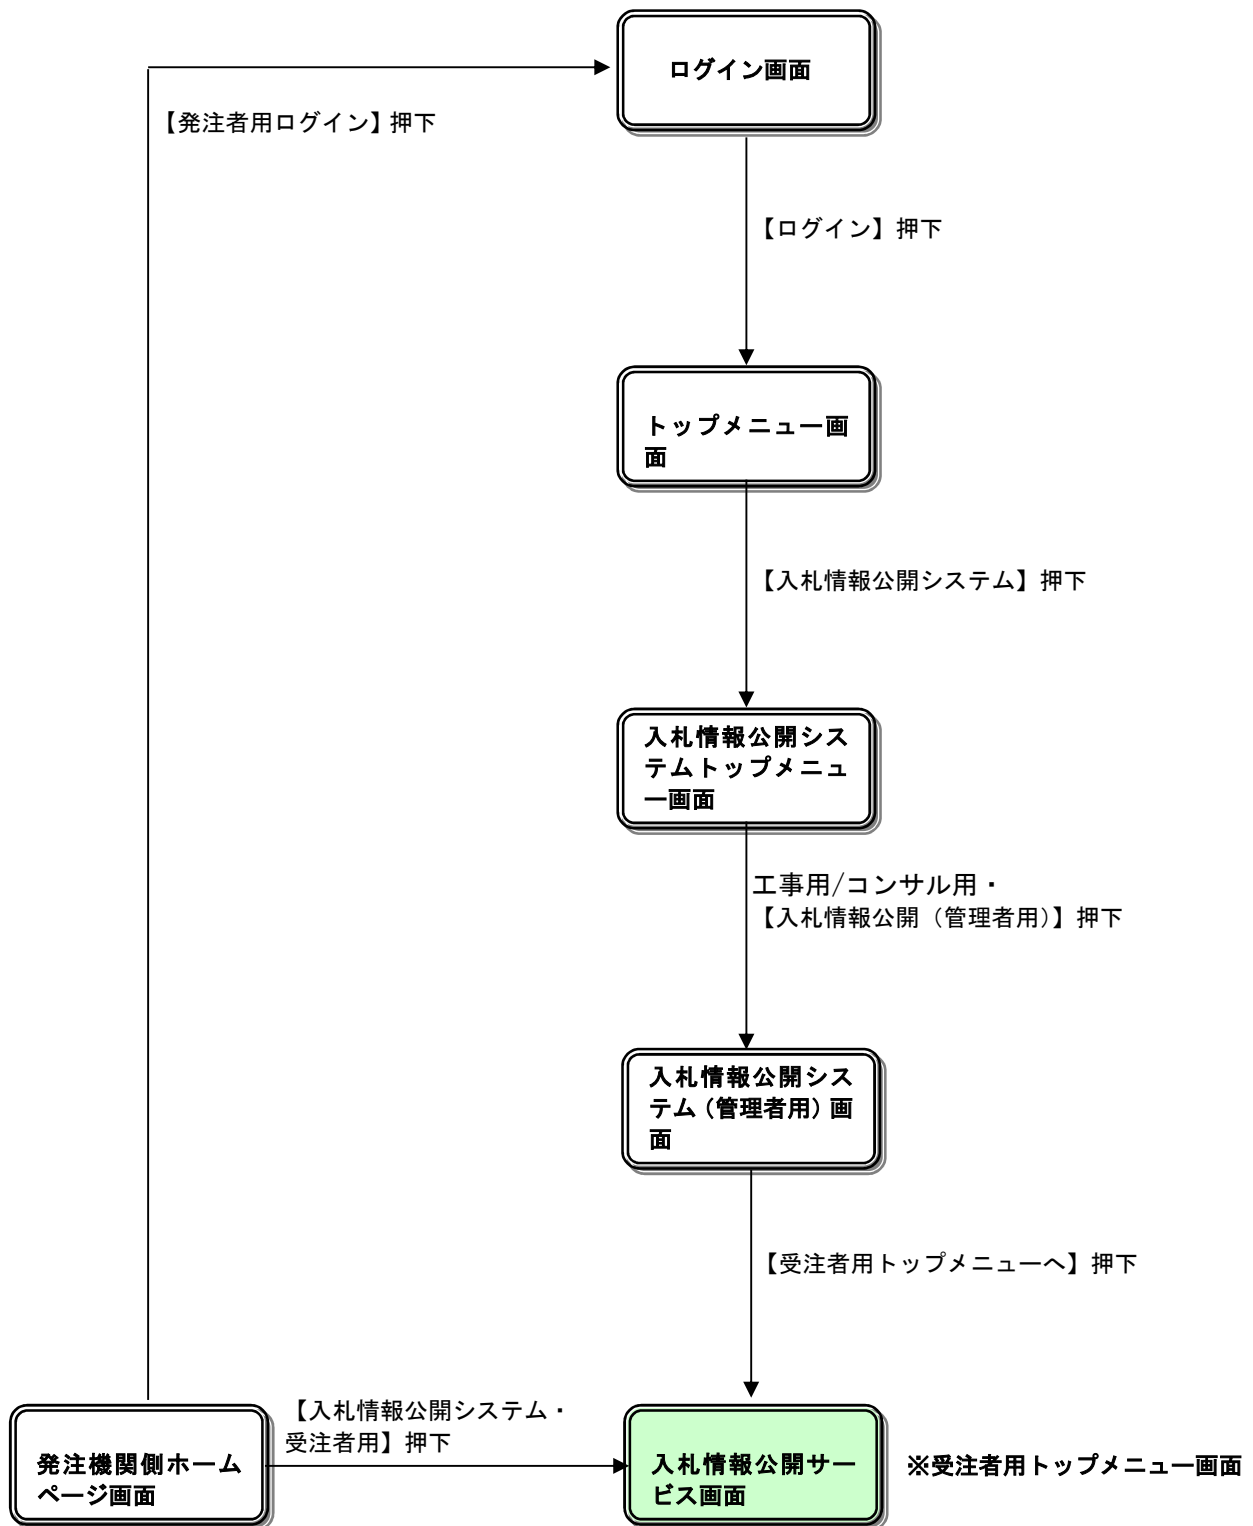 ログイン画面
【発注者用ログイン】押下
【ログイン】押下
トップメニュー画
面
【入札情報公開システム】押下
入札情報公開シス
テムトップメニュ
ー画面
工事用/コンサル用・
【入札情報公開（管理者用）】押下
入札情報公開シス
テム（管理者用）画
面
【受注者用トップメニューへ】押下
【入札情報公開システム・
受注者用】押下
発注機関側ホーム
ページ画面
入札情報公開サー
ビス画面
※受注者用トップメニュー画面